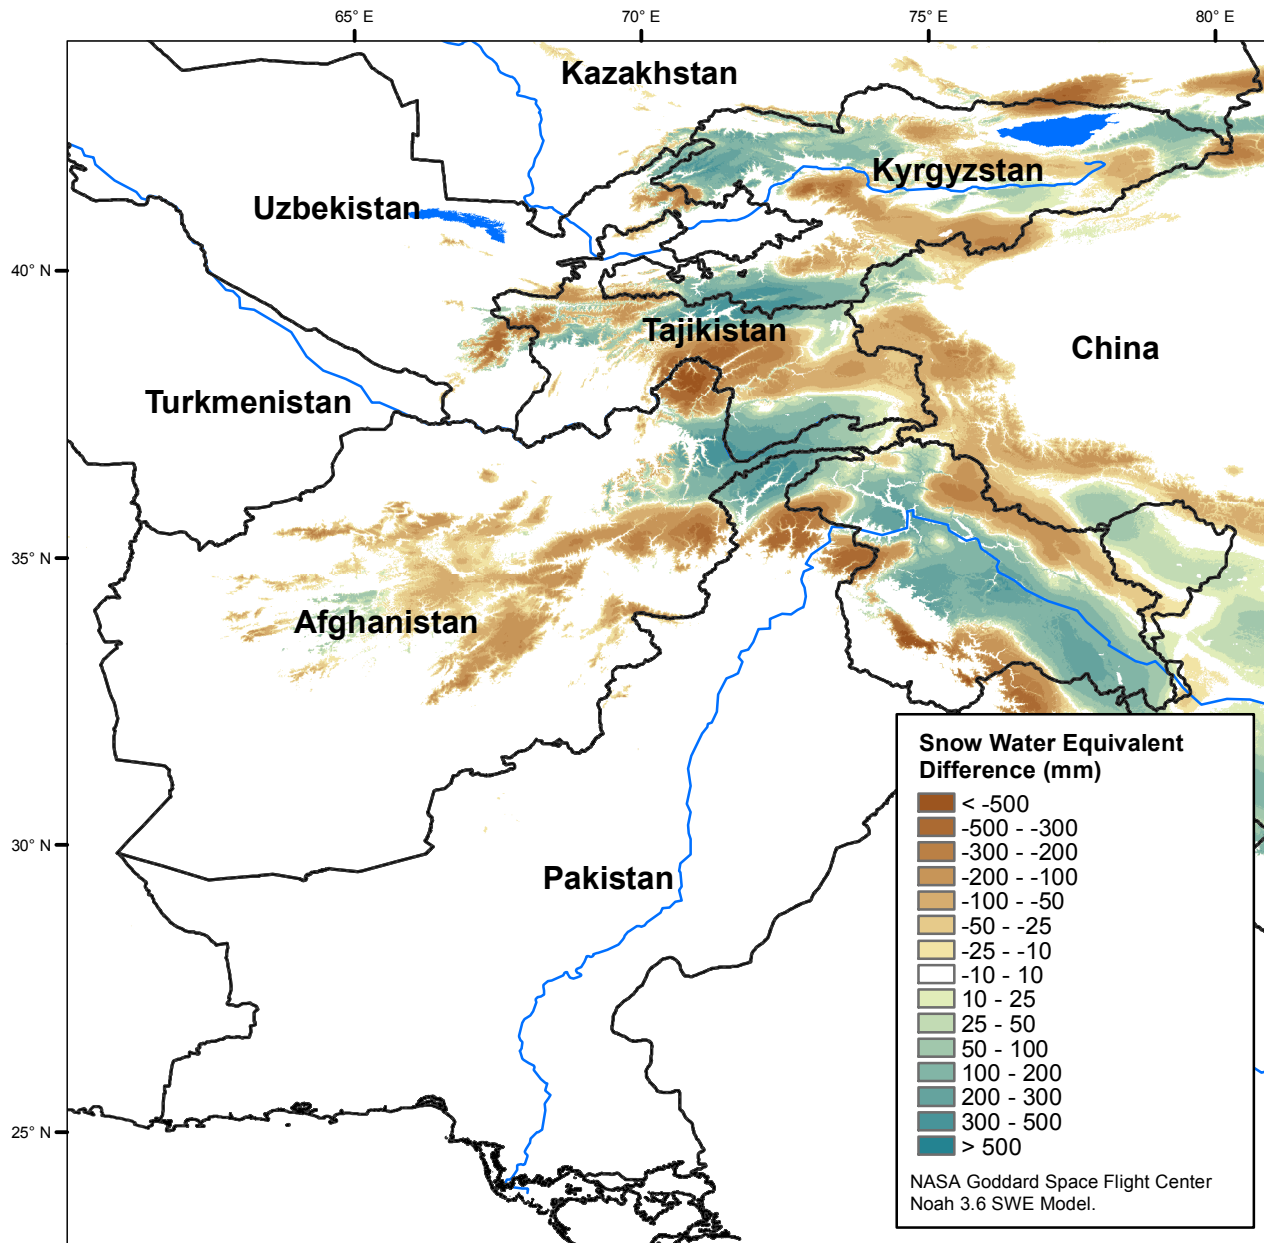 65° E
70° E
75° E
80° E
Kazakhstan
Kyrgyzstan
Uzbekistan
40° N
Tajikistan
China
Turkmenistan
35° N
Afghanistan
Snow Water Equivalent
Difference (mm)
< -500
-500 - -300
-300 - -200
-200 - -100
-100 - -50
-50 - -25
-25 - -10
-10 - 10
10 - 25
25 - 50
50 - 100
100 - 200
200 - 300
300 - 500
> 500
NASA Goddard Space Flight Center
Noah 3.6 SWE Model.
30° N
Pakistan
25° N